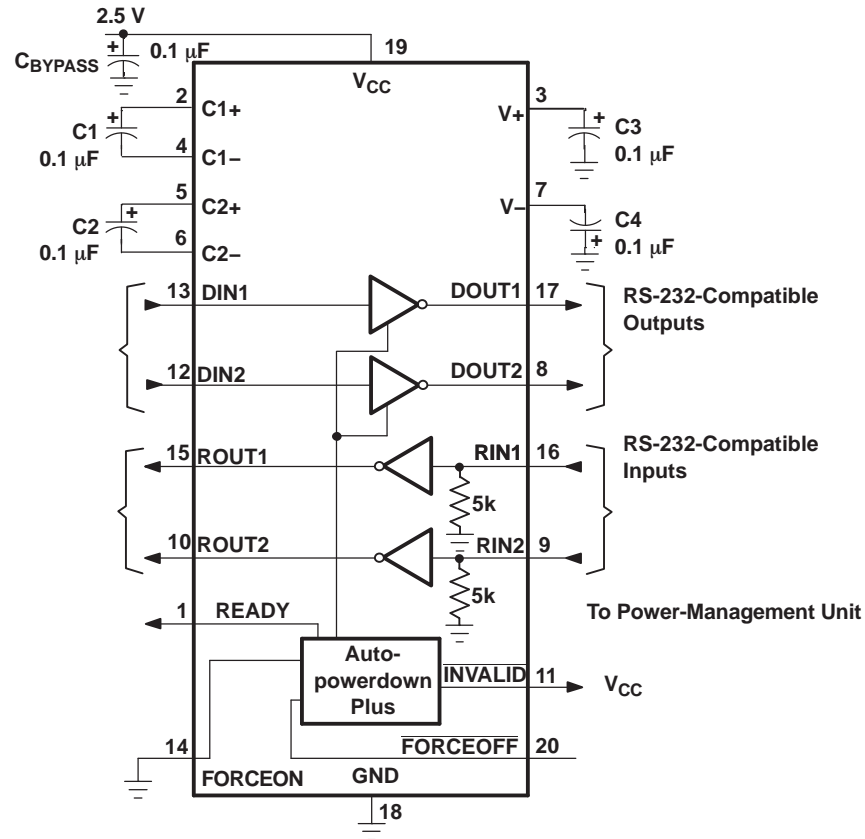 2.5 V
C_BYPASS
+
0.1 μF
19
V_CC
2
C1+
3
V+
+
C1
0.1 μF
+
C3
0.1 μF
4
C1−
5
C2+
7
V−
+
C2
0.1 μF
C4
+
0.1 μF
6
C2−
13
DIN1
DOUT1
17
RS-232-Compatible
Outputs
12
DIN2
DOUT2
8
15
ROUT1
RIN1
16
RS-232-Compatible
Inputs
5k
10
ROUT2
RIN2
9
5k
1
READY
To Power-Management Unit
Auto-
powerdown
Plus
INVALID
11
V_CC
14
FORCEOFF
20
FORCEON
GND
18